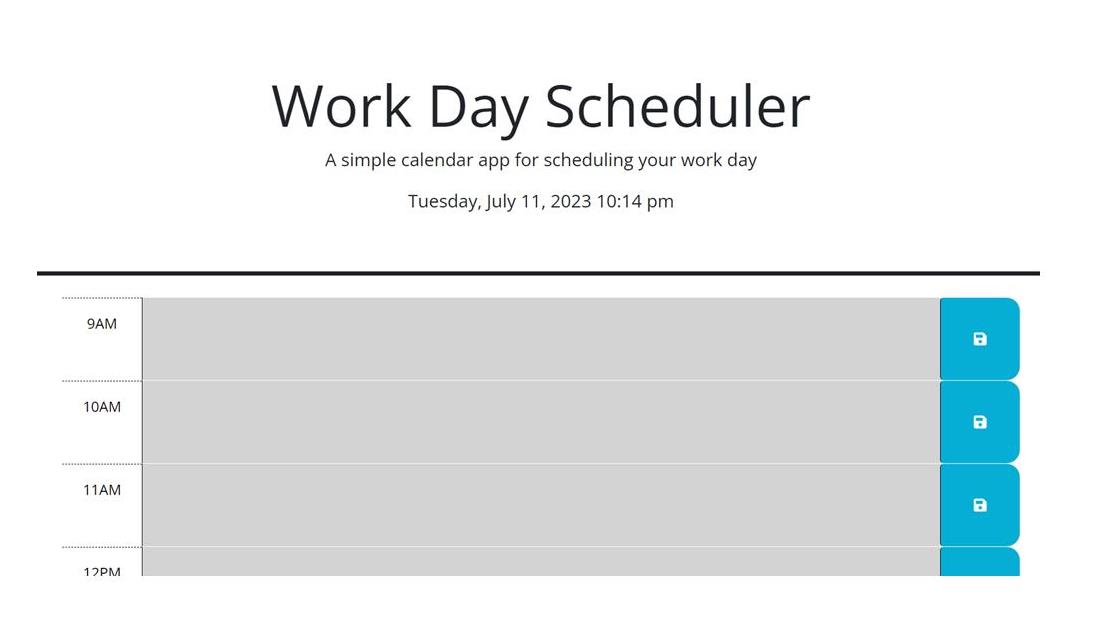 Work Day Scheduler
A simple calendar app for scheduling your work day
Tuesday, July 11, 2023 10:14 pm
9AM
10AM
11AM
12PM